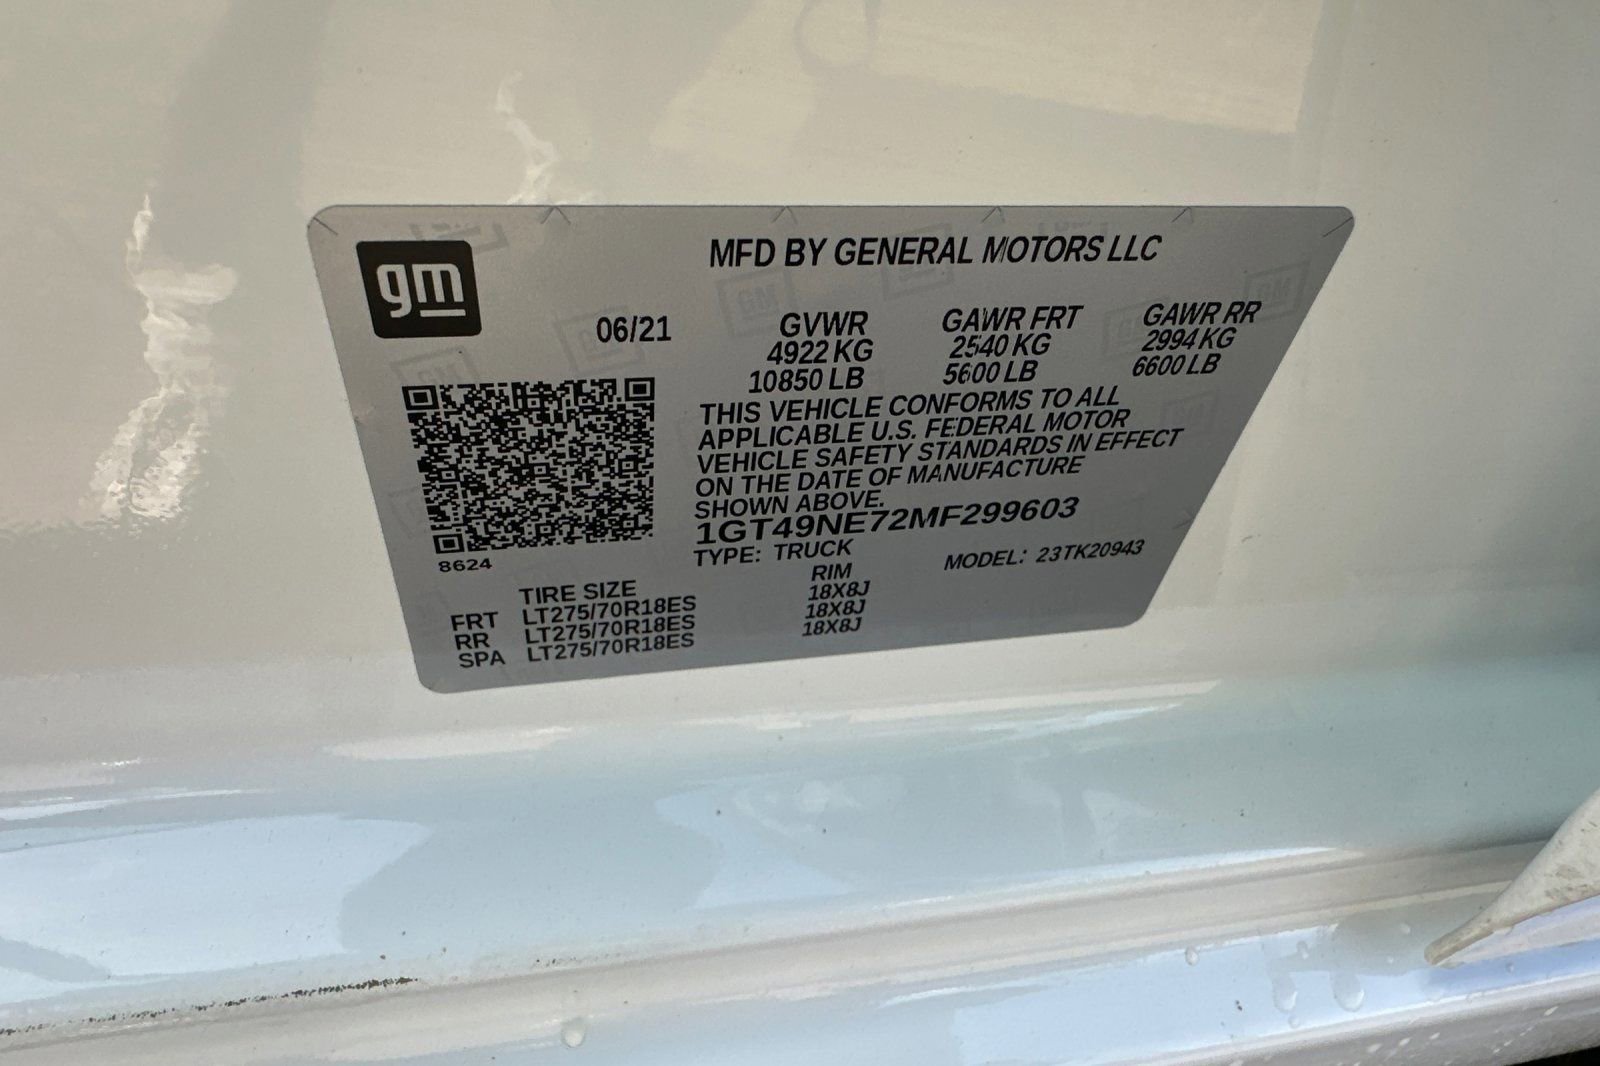 gm
MFD BY GENERAL MOTORS LLC
06/21
GVWR GAWR FRT GAWR RR
4922 KG 2540 KG 2994 KG
10850 LB 5600 LB 6600 LB
THIS VEHICLE CONFORMS TO ALL
APPLICABLE U.S. FEDERAL MOTOR
VEHICLE SAFETY STANDARDS IN EFFECT
ON THE DATE OF MANUFACTURE
SHOWN ABOVE.
1GT49NE72MF299603
TYPE: TRUCK MODEL: 23TK20943
8624
TIRE SIZE RIM
FRT LT275/70R18ES 18X8J
RR LT275/70R18ES 18X8J
SPA LT275/70R18ES 18X8J